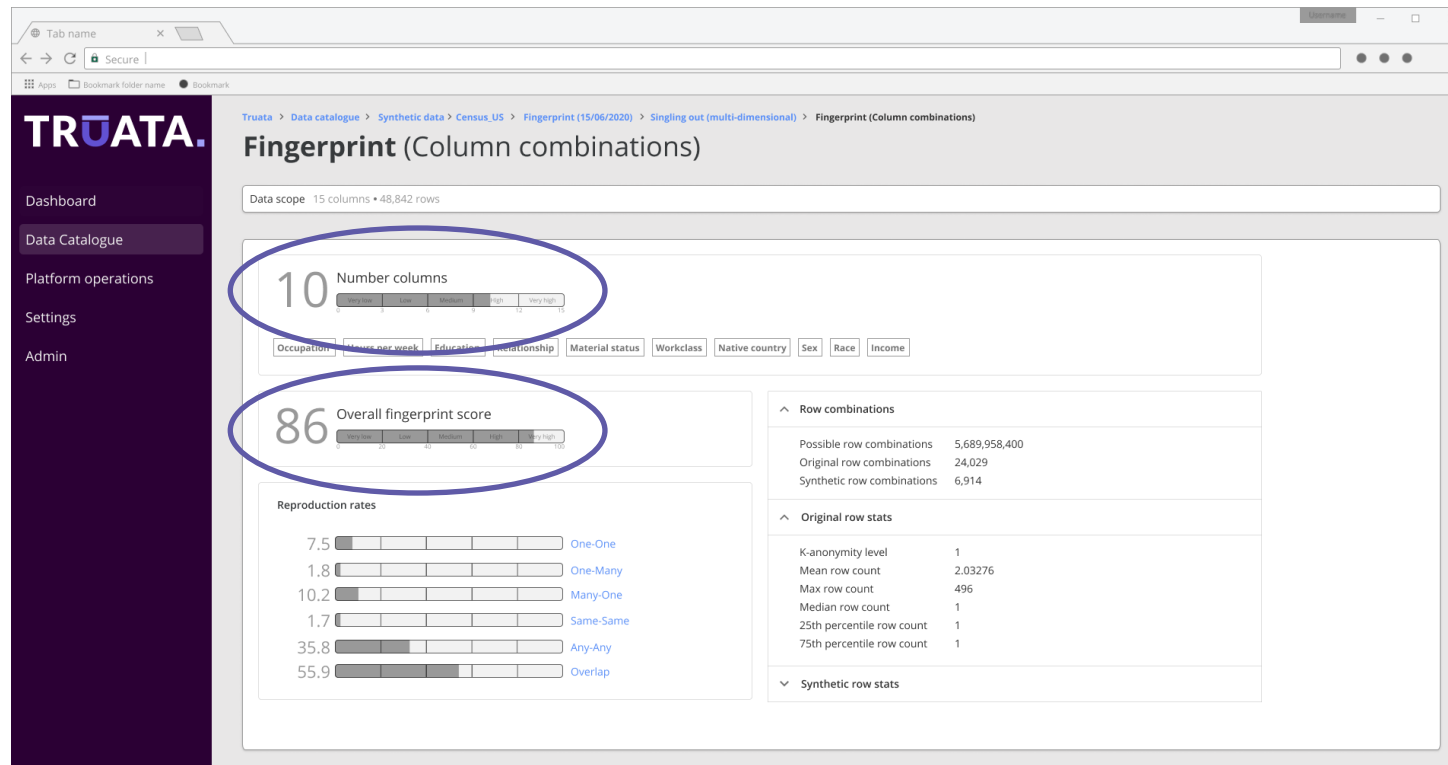 Username
Tab name
Secure
Apps Bookmark folder name Bookmark
TRŪATA.
Dashboard
Data Catalogue
Platform operations
Settings
Admin
Truata > Data catalogue > Synthetic data > Census_US > Fingerprint (15/06/2020) > Singling out (multi-dimensional) > Fingerprint (Column combinations)
Fingerprint (Column combinations)
Data scope 15 columns • 48,842 rows
10 Number columns
Very low Low Medium High Very high
0 3 6 9 12 15
Occupation Hours per week Education Relationship Material status Workclass Native country Sex Race Income
86 Overall fingerprint score
Very low Low Medium High Very high
0 20 40 60 80 100
Reproduction rates
7.5 One-One
1.8 One-Many
10.2 Many-One
1.7 Same-Same
35.8 Any-Any
55.9 Overlap
Row combinations
Possible row combinations 5,689,958,400
Original row combinations 24,029
Synthetic row combinations 6,914
Original row stats
K-anonymity level 1
Mean row count 2.03276
Max row count 496
Median row count 1
25th percentile row count 1
75th percentile row count 1
Synthetic row stats